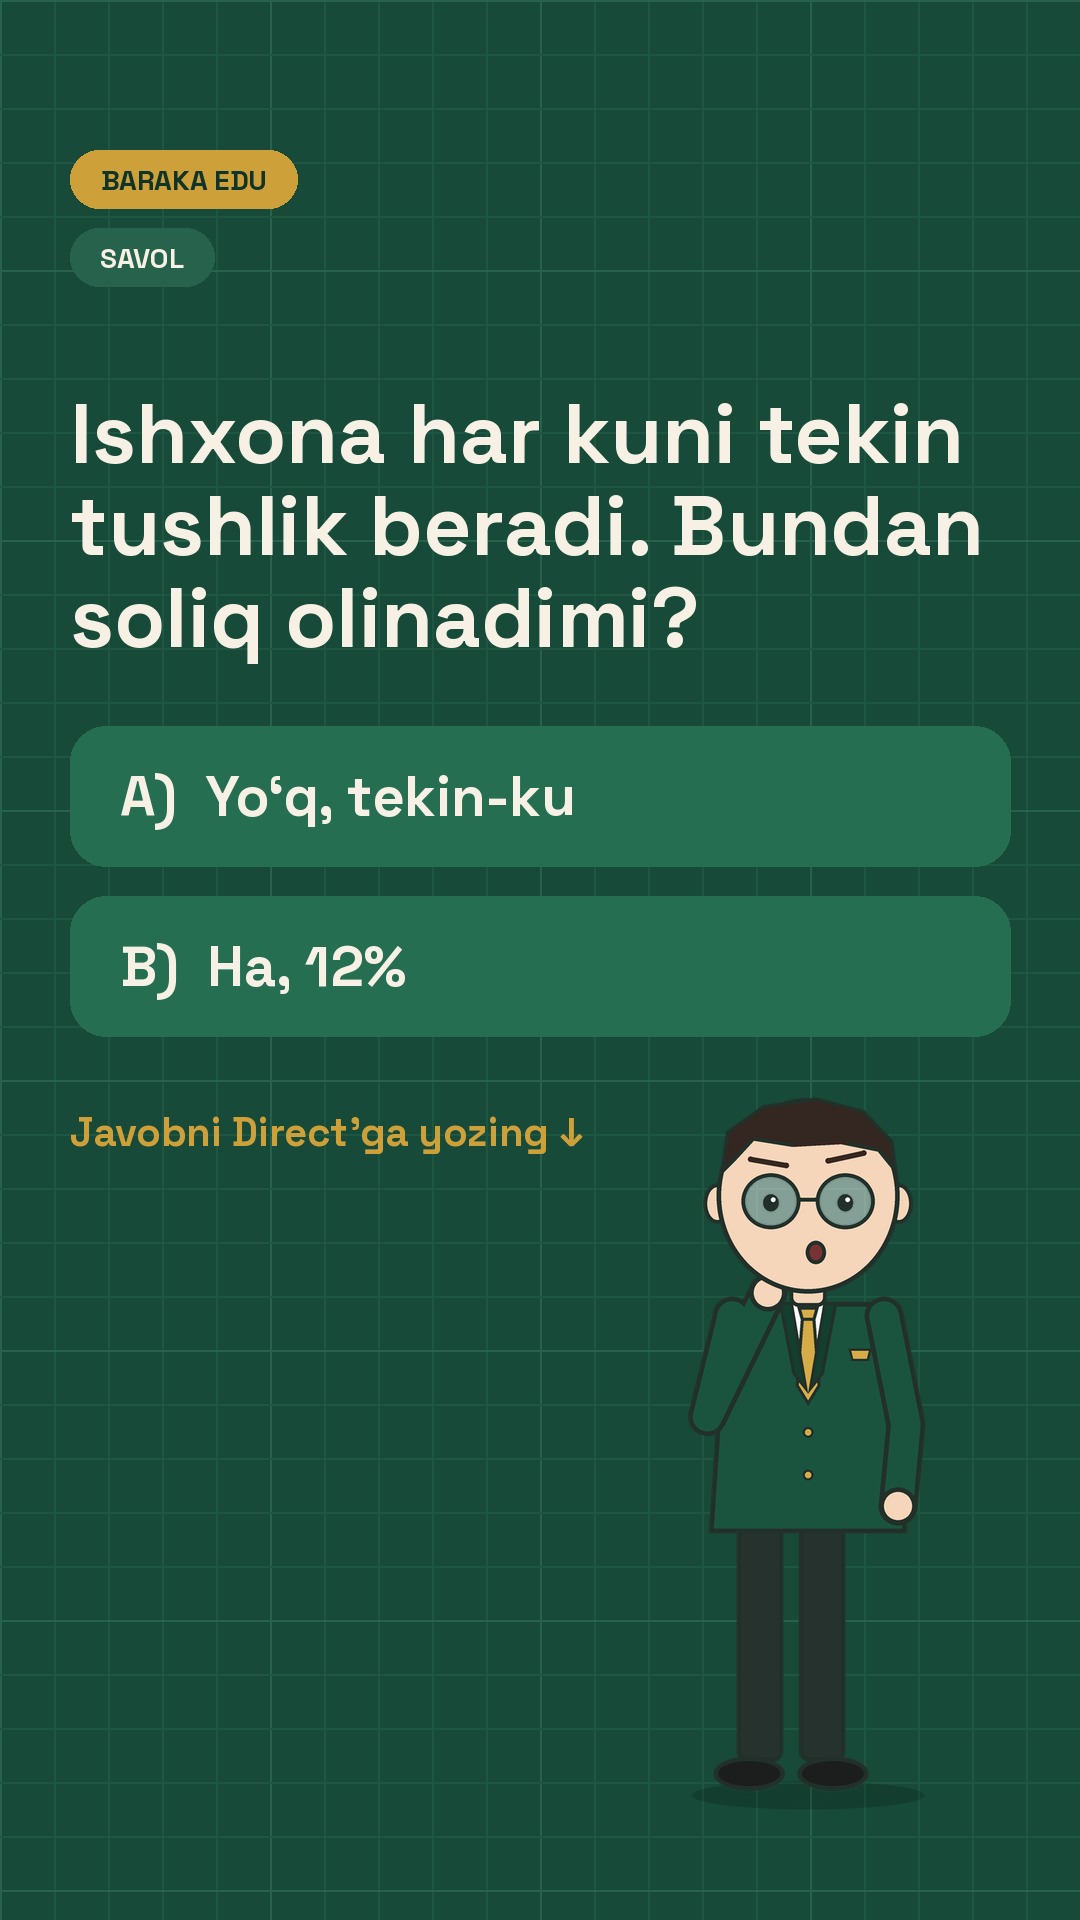 BARAKA EDU
SAVOL
Ishxona har kuni tekin
tushlik beradi. Bundan
soliq olinadimi?
A) Yo‘q, tekin-ku
B) Ha, 12%
Javobni Direct’ga yozing ↓